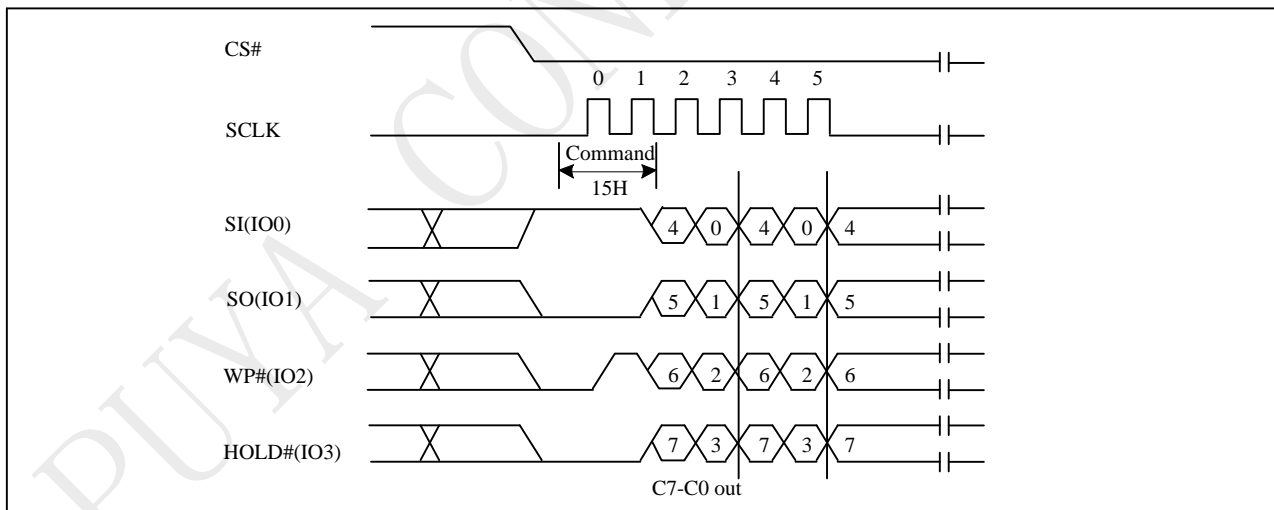 CS#
0 1 2 3 4 5
SCLK
Command
15H
SI(IO0)
4 0 4 0 4
SO(IO1)
5 1 5 1 5
WP#(IO2)
6 2 6 2 6
HOLD#(IO3)
7 3 7 3 7
C7-C0 out
PUYA CON